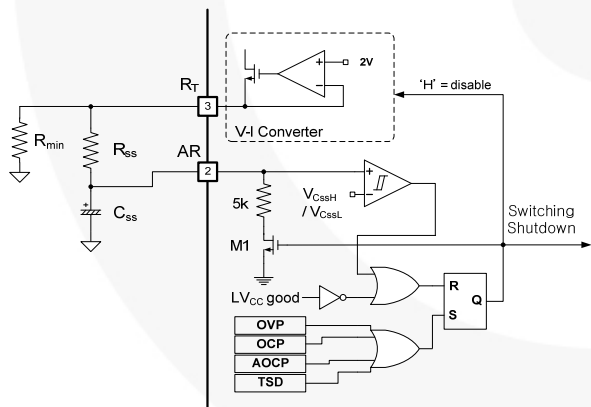 2V
R_T
3
'H' = disable
V-I Converter
R_min
R_ss
AR
2
+
C_ss
5k
V_CssH
/ V_CssL
+
−
+
−
Switching
Shutdown
M1
LV_CC good
R
Q
S
OVP
OCP
AOCP
TSD